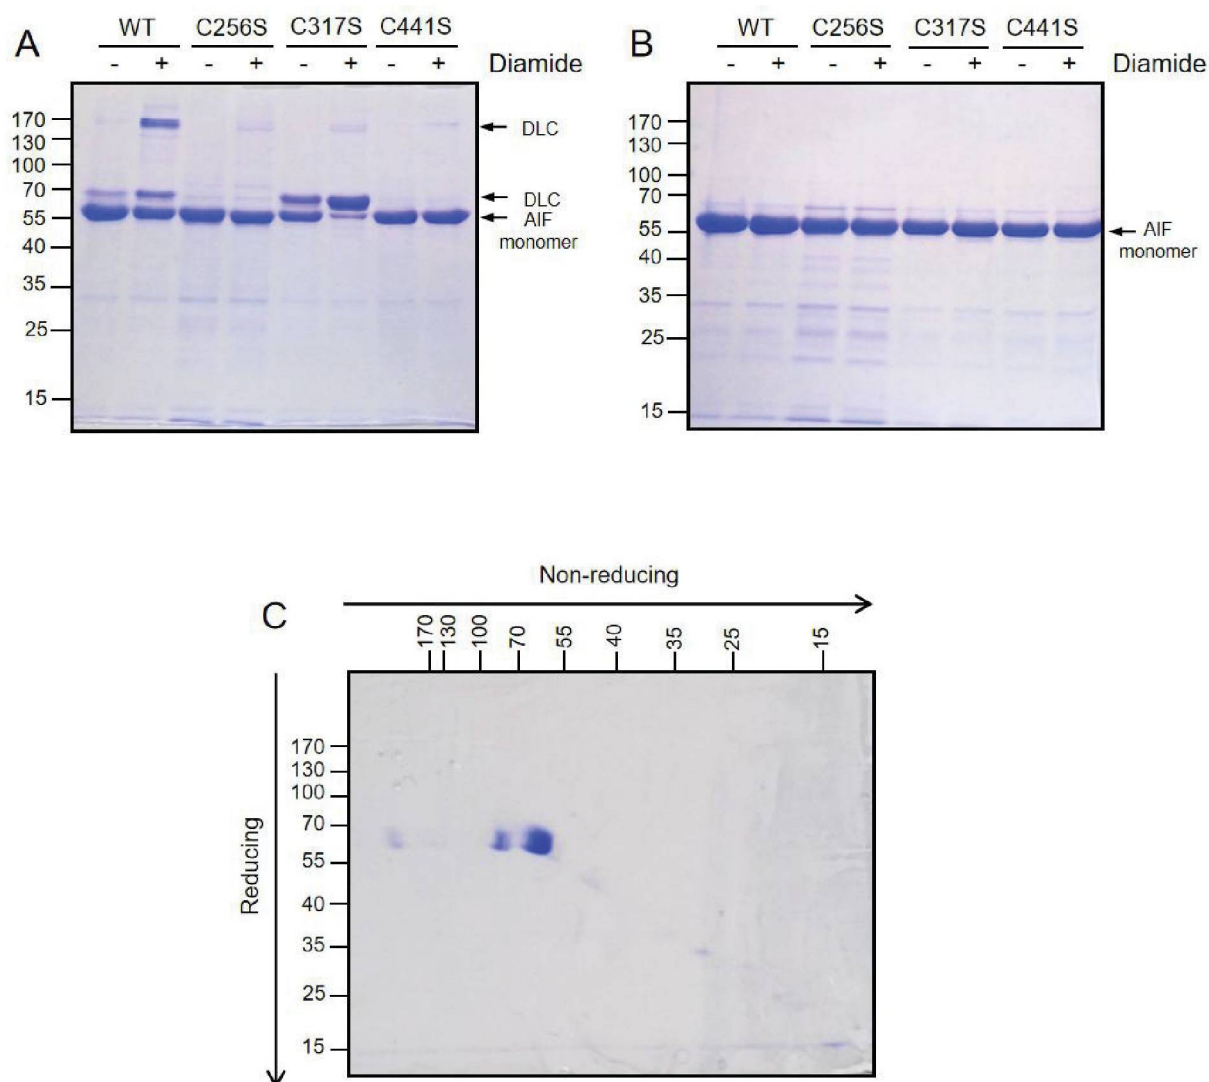 A
WT C256S C317S C441S
- + - + - + - + Diamide
170
130
100
70
55
40
35
25
15
DLC
DLC
AIF
monomer
B
WT C256S C317S C441S
- + - + - + - + Diamide
170
130
100
70
55
40
35
25
15
AIF
monomer
C
Non-reducing
170 130 100 70 55 40 35 25 15
Reducing
170
130
100
70
55
40
35
25
15